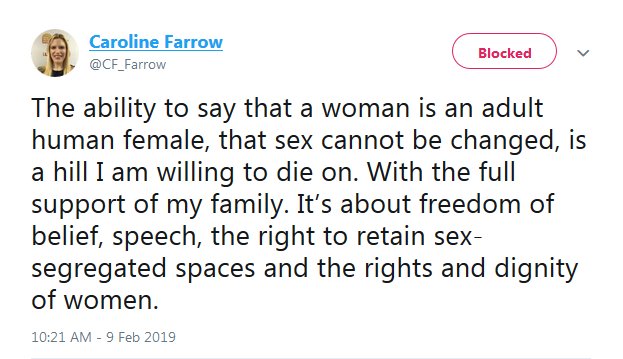 Caroline Farrow
@CF_Farrow
Blocked
The ability to say that a woman is an adult
human female, that sex cannot be changed, is
a hill I am willing to die on. With the full
support of my family. It’s about freedom of
belief, speech, the right to retain sex-
segregated spaces and the rights and dignity
of women.
10:21 AM - 9 Feb 2019